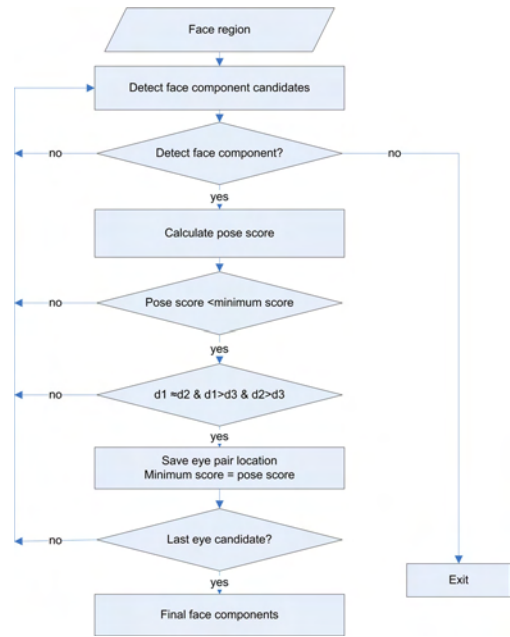 Face region
Detect face component candidates
no
Detect face component?
no
yes
Calculate pose score
no
Pose score <minimum score
yes
no
d1 ≈d2 & d1>d3 & d2>d3
yes
Save eye pair location
Minimum score = pose score
no
Last eye candidate?
yes
Exit
Final face components